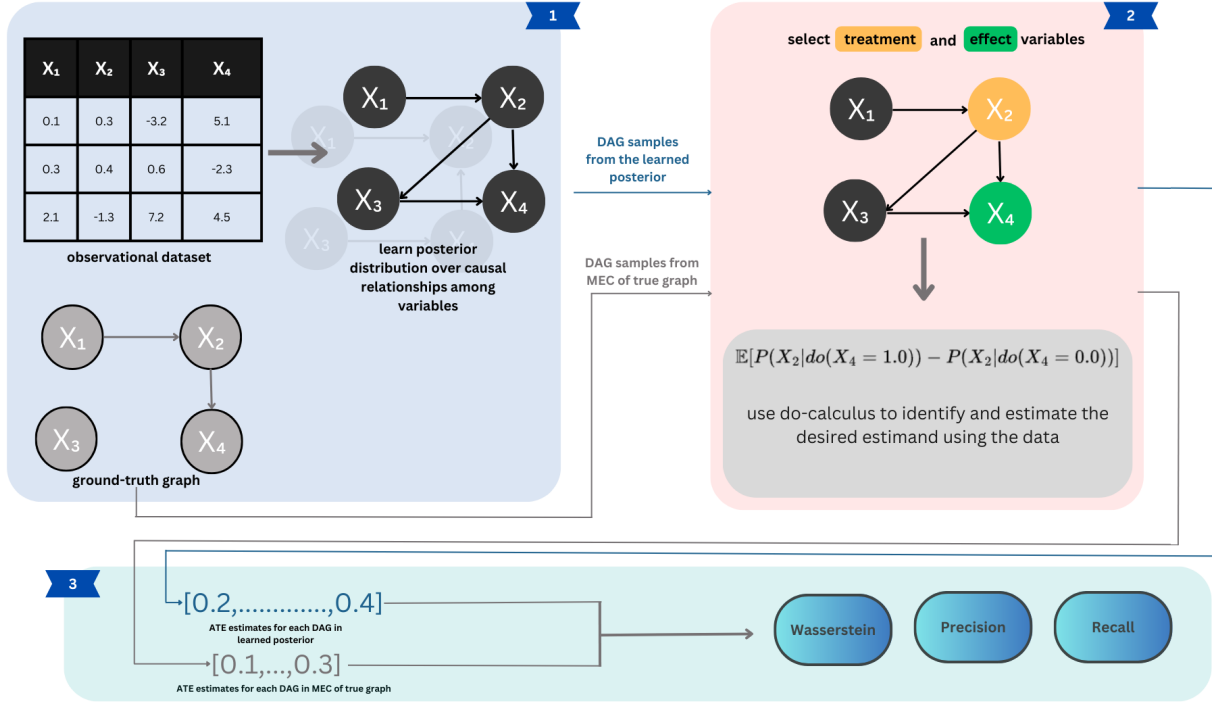 1
X₁ X₂ X₃ X₄
0.1 0.3 -3.2 5.1
0.3 0.4 0.6 -2.3
2.1 -1.3 7.2 4.5
observational dataset
X₁ X₂
X₃ X₄
X₁ X₂
X₃ X₄
learn posterior
distribution over causal
relationships among
variables
X₁ X₂
X₃ X₄
ground-truth graph
DAG samples
from the learned
posterior
DAG samples from
MEC of true graph
2
select treatment and effect variables
X₁ X₂
X₃ X₄
𝔼[P(X₂|do(X₄ = 1.0)) − P(X₂|do(X₄ = 0.0))]
use do-calculus to identify and estimate the
desired estimand using the data
3
[0.2,.............,0.4]
ATE estimates for each DAG in
learned posterior
[0.1,...,0.3]
ATE estimates for each DAG in MEC of true graph
Wasserstein
Precision
Recall